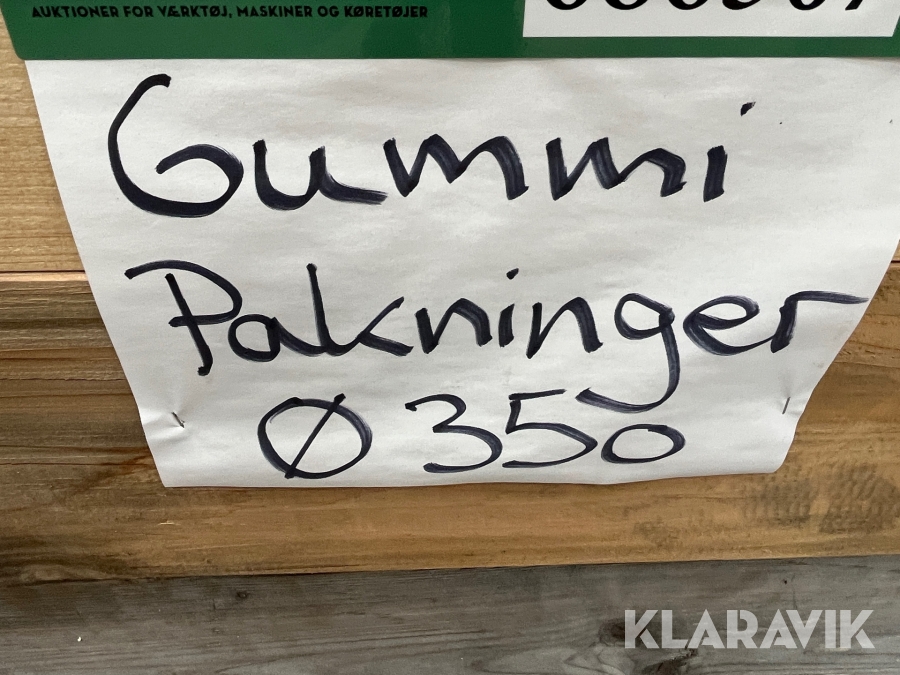 AUKTIONER FOR VÆRKTØJ, MASKINER OG KØRETØJER
Gummi
Pakninger
Ø 350
KLARAVIK